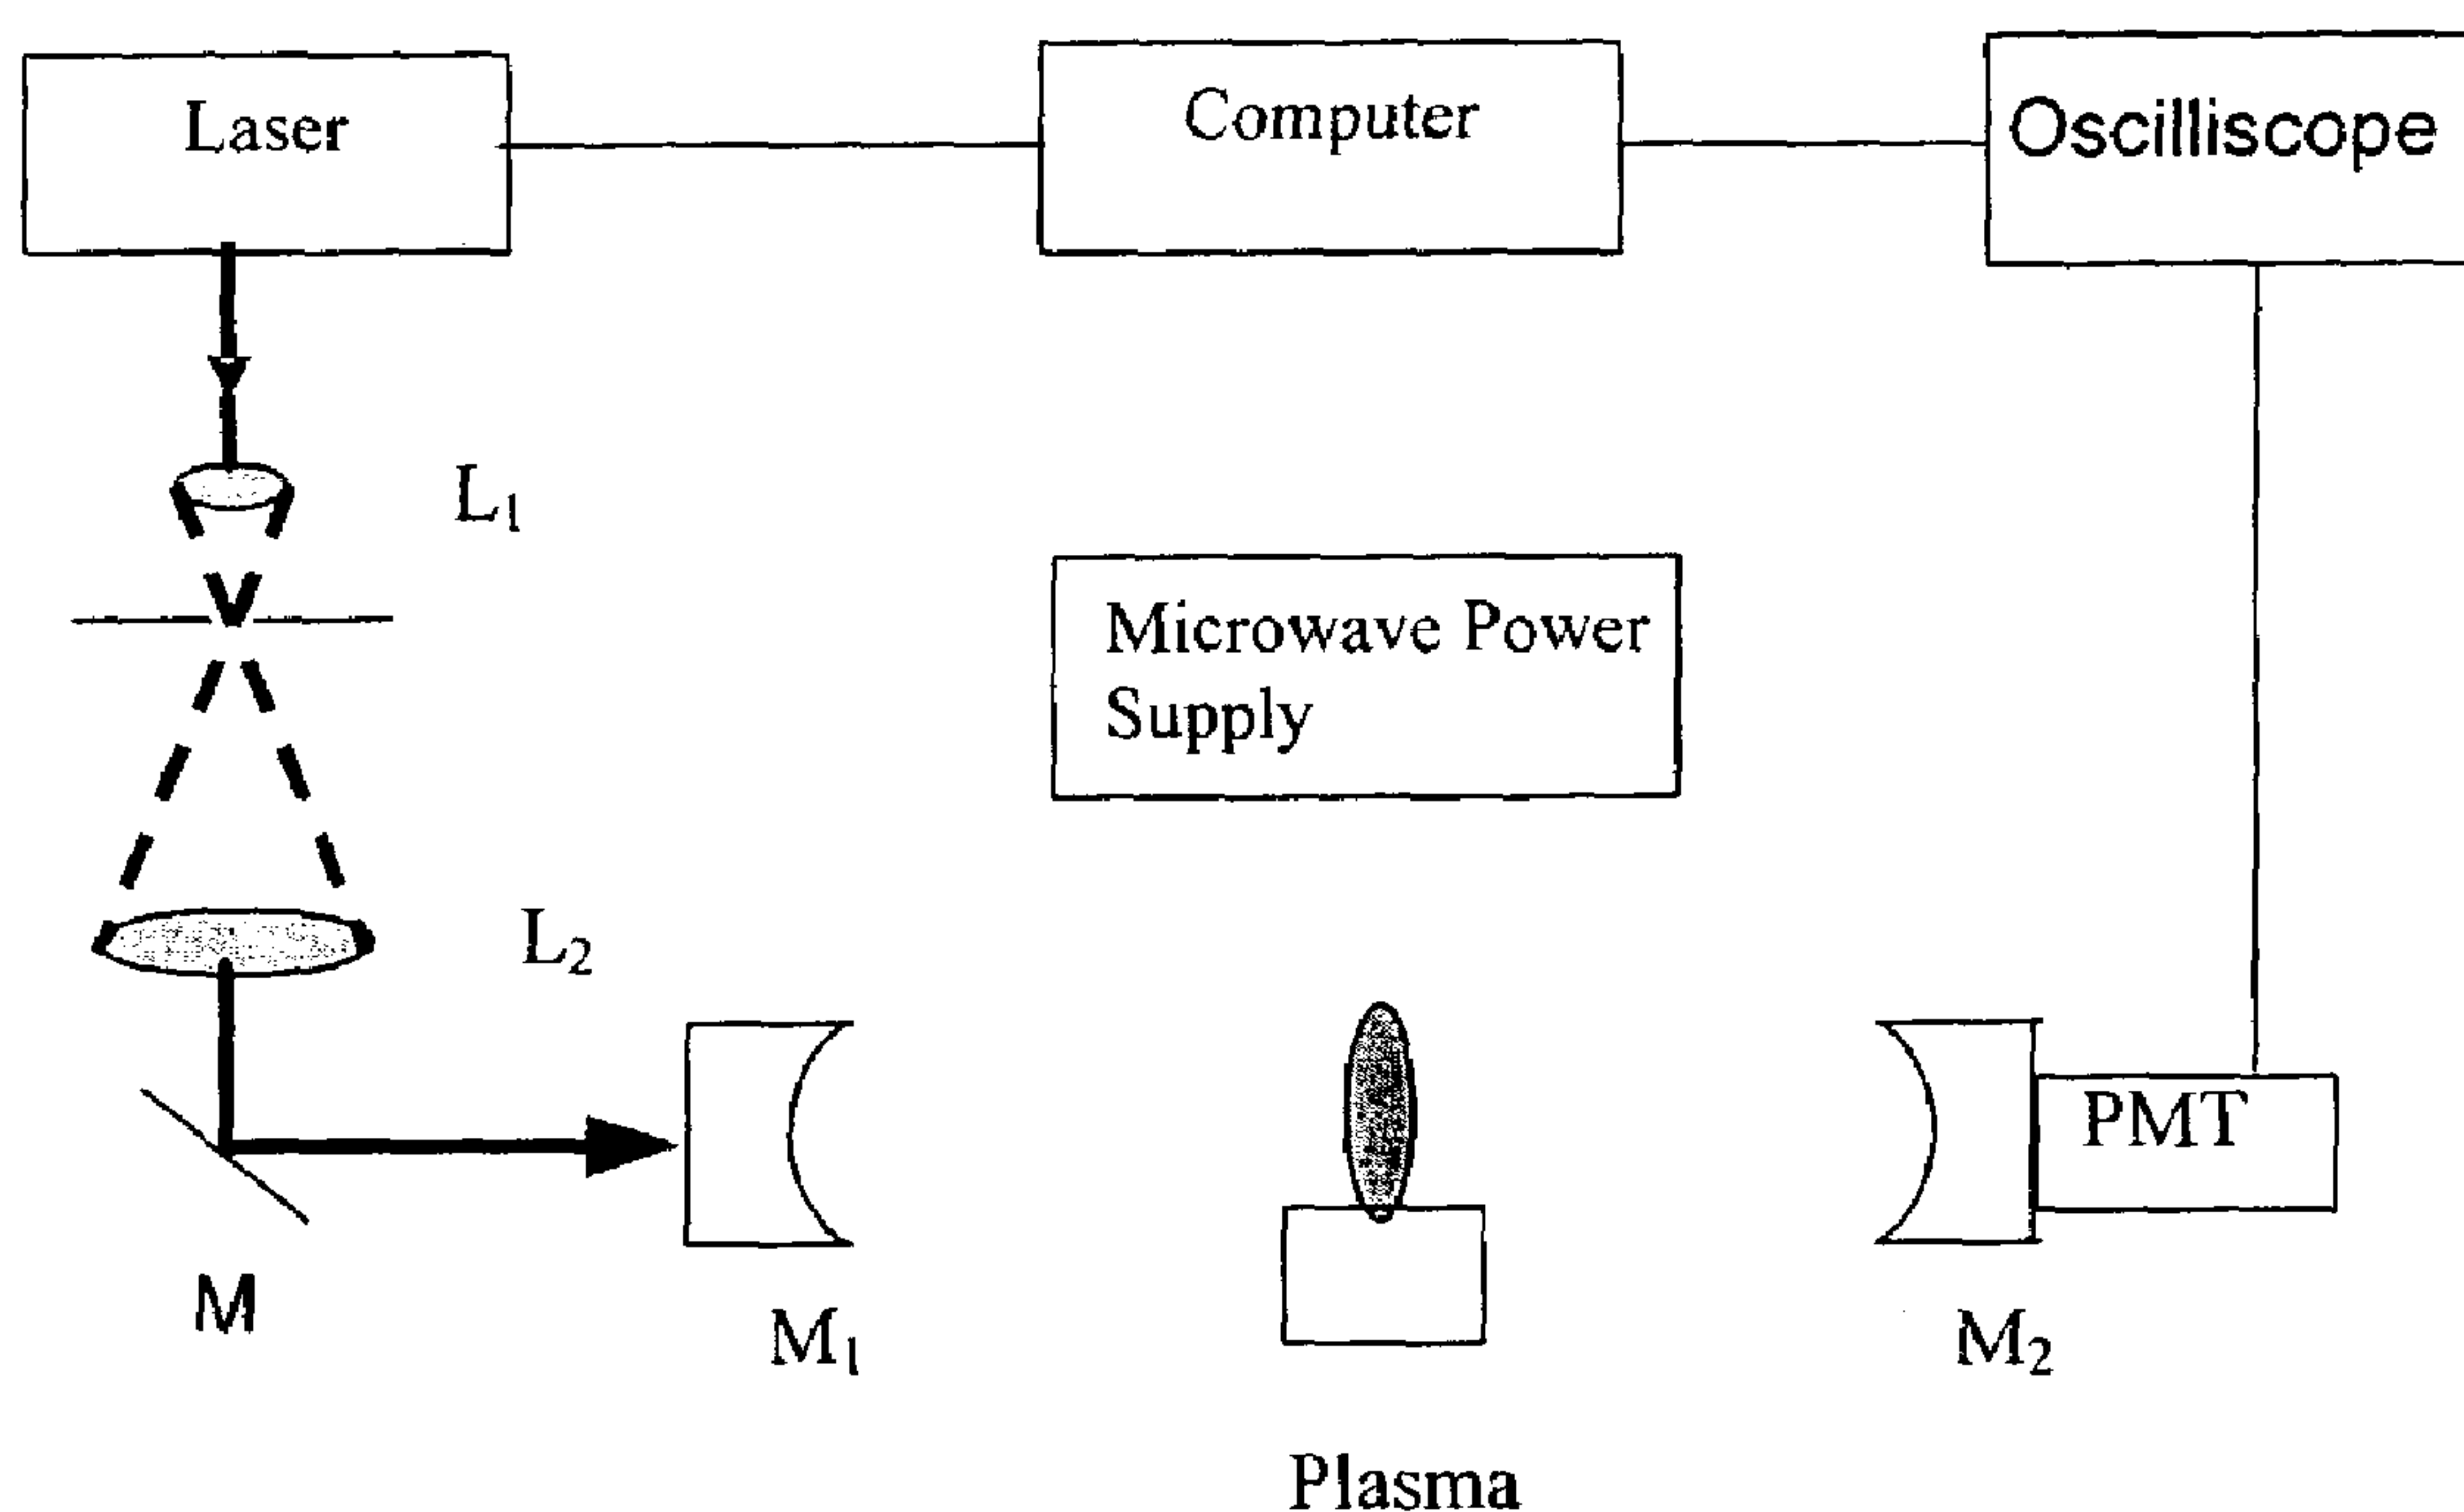 Laser
Computer
Oscilliscope
L1
Microwave Power
Supply
L2
PMT
M
M1
M2
Plasma